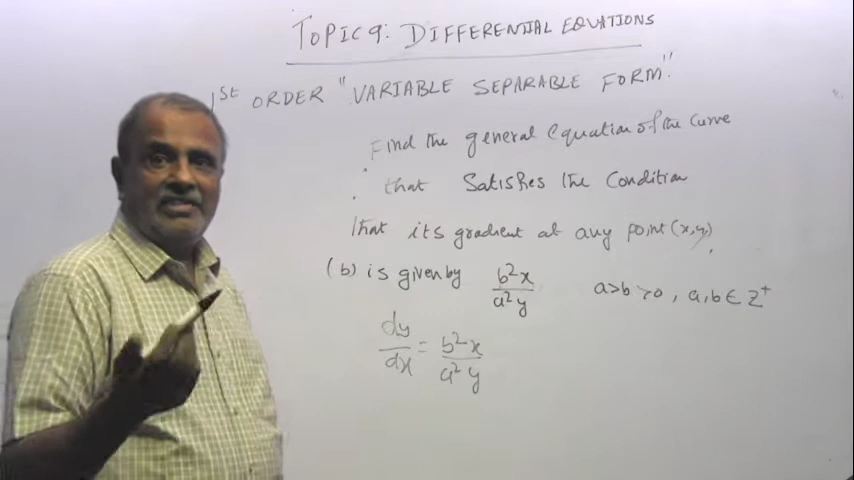 TOPIC 9: DIFFERENTIAL EQUATIONS
1ST ORDER "VARIABLE SEPARABLE FORM"
Find the general equation of the curve
that satisfies the condition
that its gradient at any point (x,y)
(b) is given by b²x/a²y a>b>0, a,b∈Z⁺
dy/dx = b²x/a²y